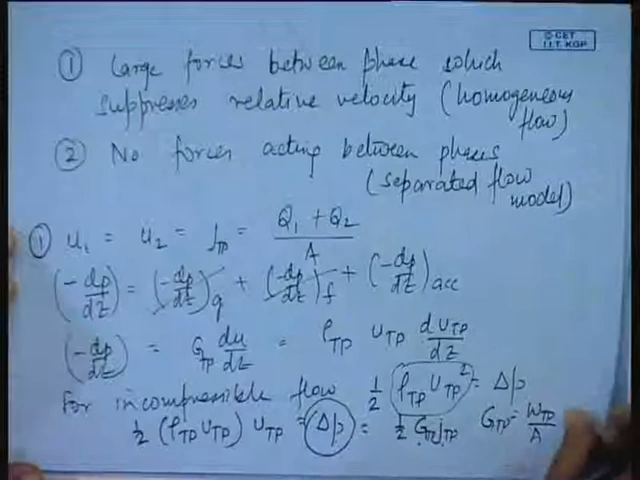 © CET
I.I.T. KGP
① Large forces between phase which
suppresses relative velocity (homogeneous
flow)
② No forces acting between phases
(separated flow
model)
① u₁ = u₂ = j_TP = (Q₁ + Q₂)/A
(-dp/dz) = (-dp/dz)_g + (-dp/dz)_f + (-dp/dz)_acc
(-dp/dz) = G_TP du/dz = ρ_TP u_TP du_TP/dz
For incompressible flow ½ ρ_TP u_TP² = Δp
½ (ρ_TP u_TP) u_TP = Δp = ½ G_TP j_TP G_TP = W_TP/A